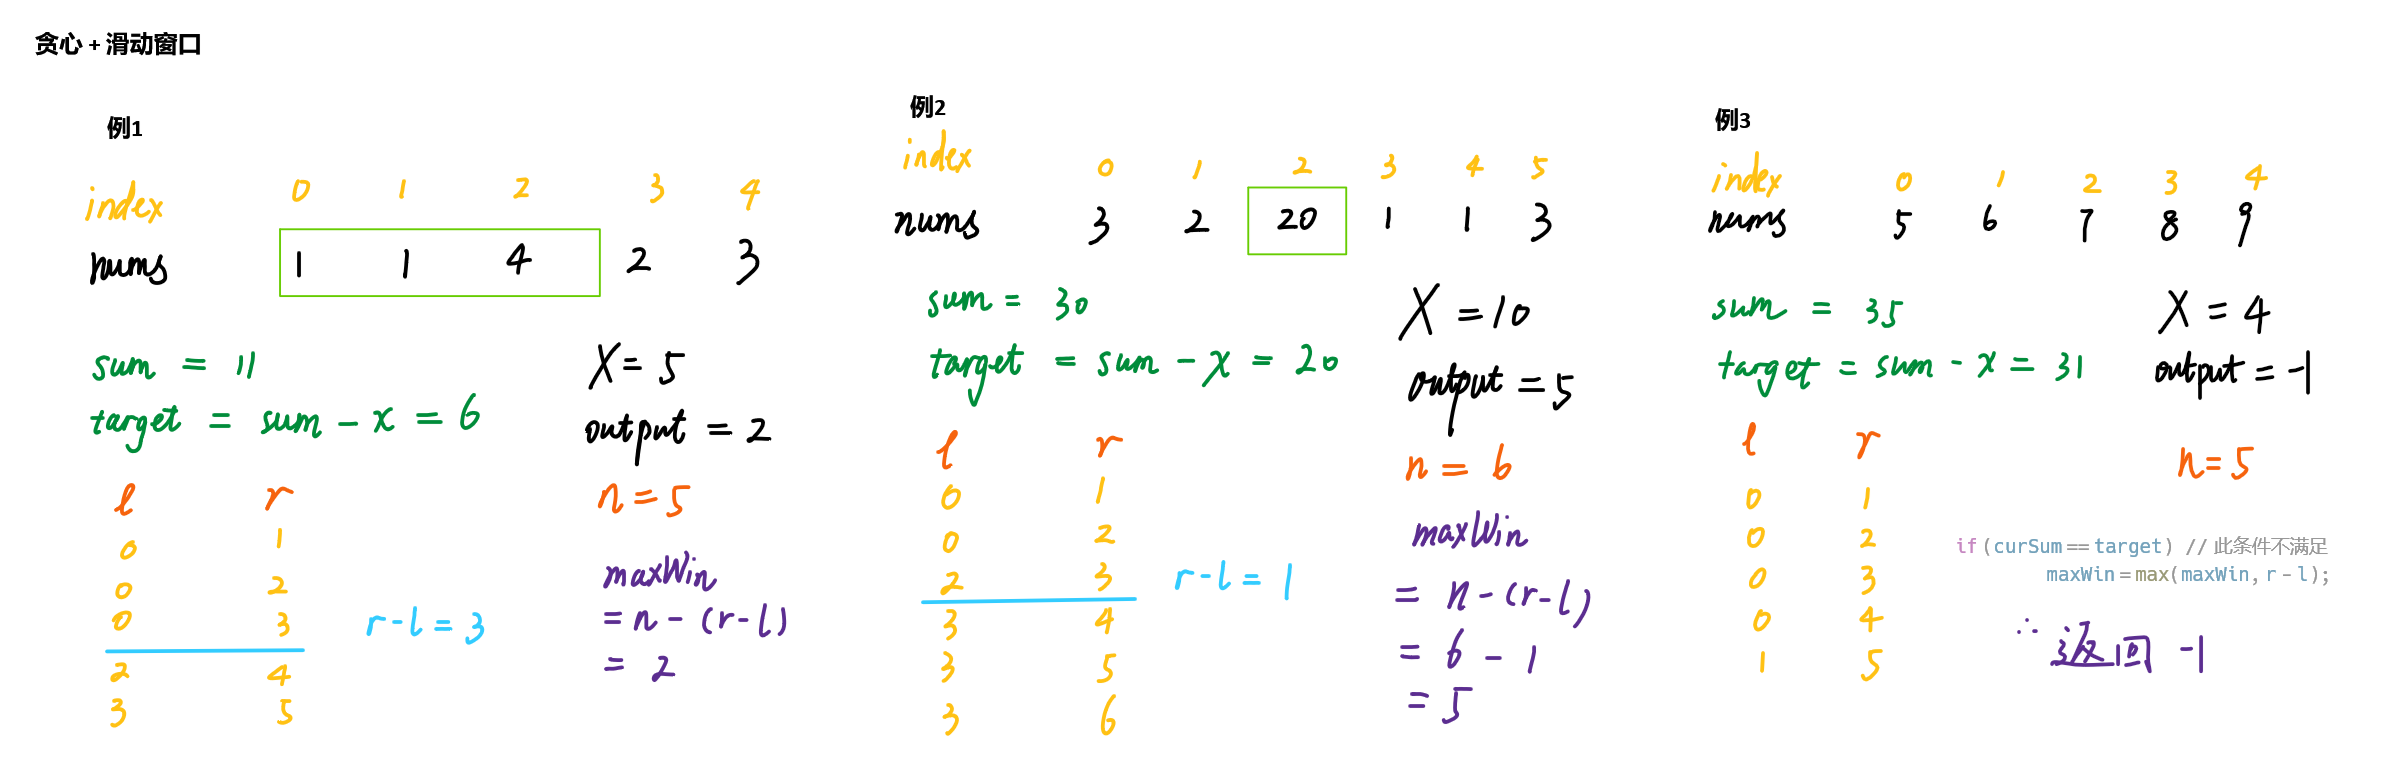 贪心 + 滑动窗口
例1
index 0 1 2 3 4
nums 1 1 4 2 3
sum = 11
target = sum - x = 6
X = 5
output = 2
n = 5
l r
0 1
0 2
0 3
2 4
3 5
r - l = 3
maxWin
= n - (r-l)
= 2
例2
index 0 1 2 3 4 5
nums 3 2 20 1 1 3
sum = 30
target = sum - x = 20
X = 10
output = 5
n = 6
l r
0 1
0 2
2 3
3 4
3 5
3 6
r - l = 1
maxWin
= n - (r-l)
= 6 - 1
= 5
例3
index 0 1 2 3 4
nums 5 6 7 8 9
sum = 35
target = sum - x = 31
X = 4
output = -1
n = 5
l r
0 1
0 2
0 3
0 4
1 5
if (curSum == target) // 此条件不满足
maxWin = max(maxWin, r - l);
∴ 返回 -1